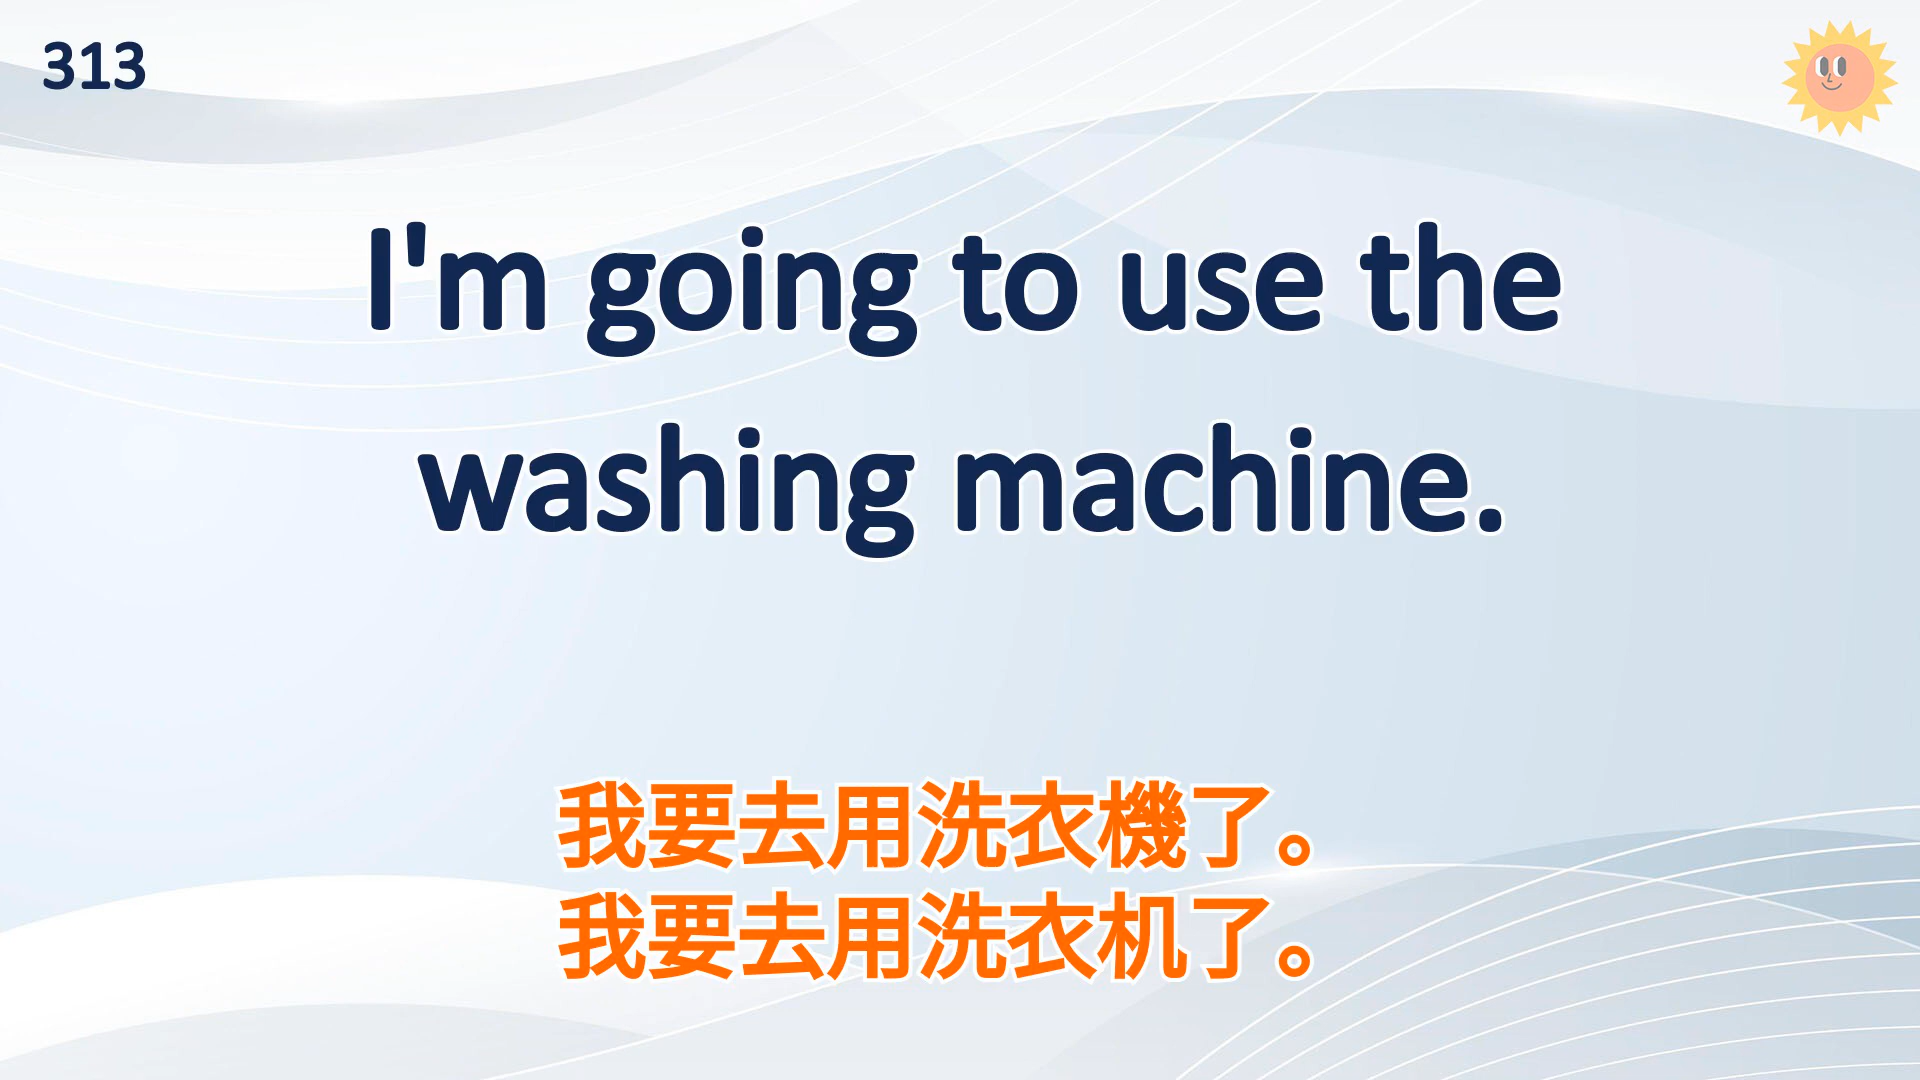 313
I'm going to use the
washing machine.
我要去用洗衣機了。
我要去用洗衣机了。